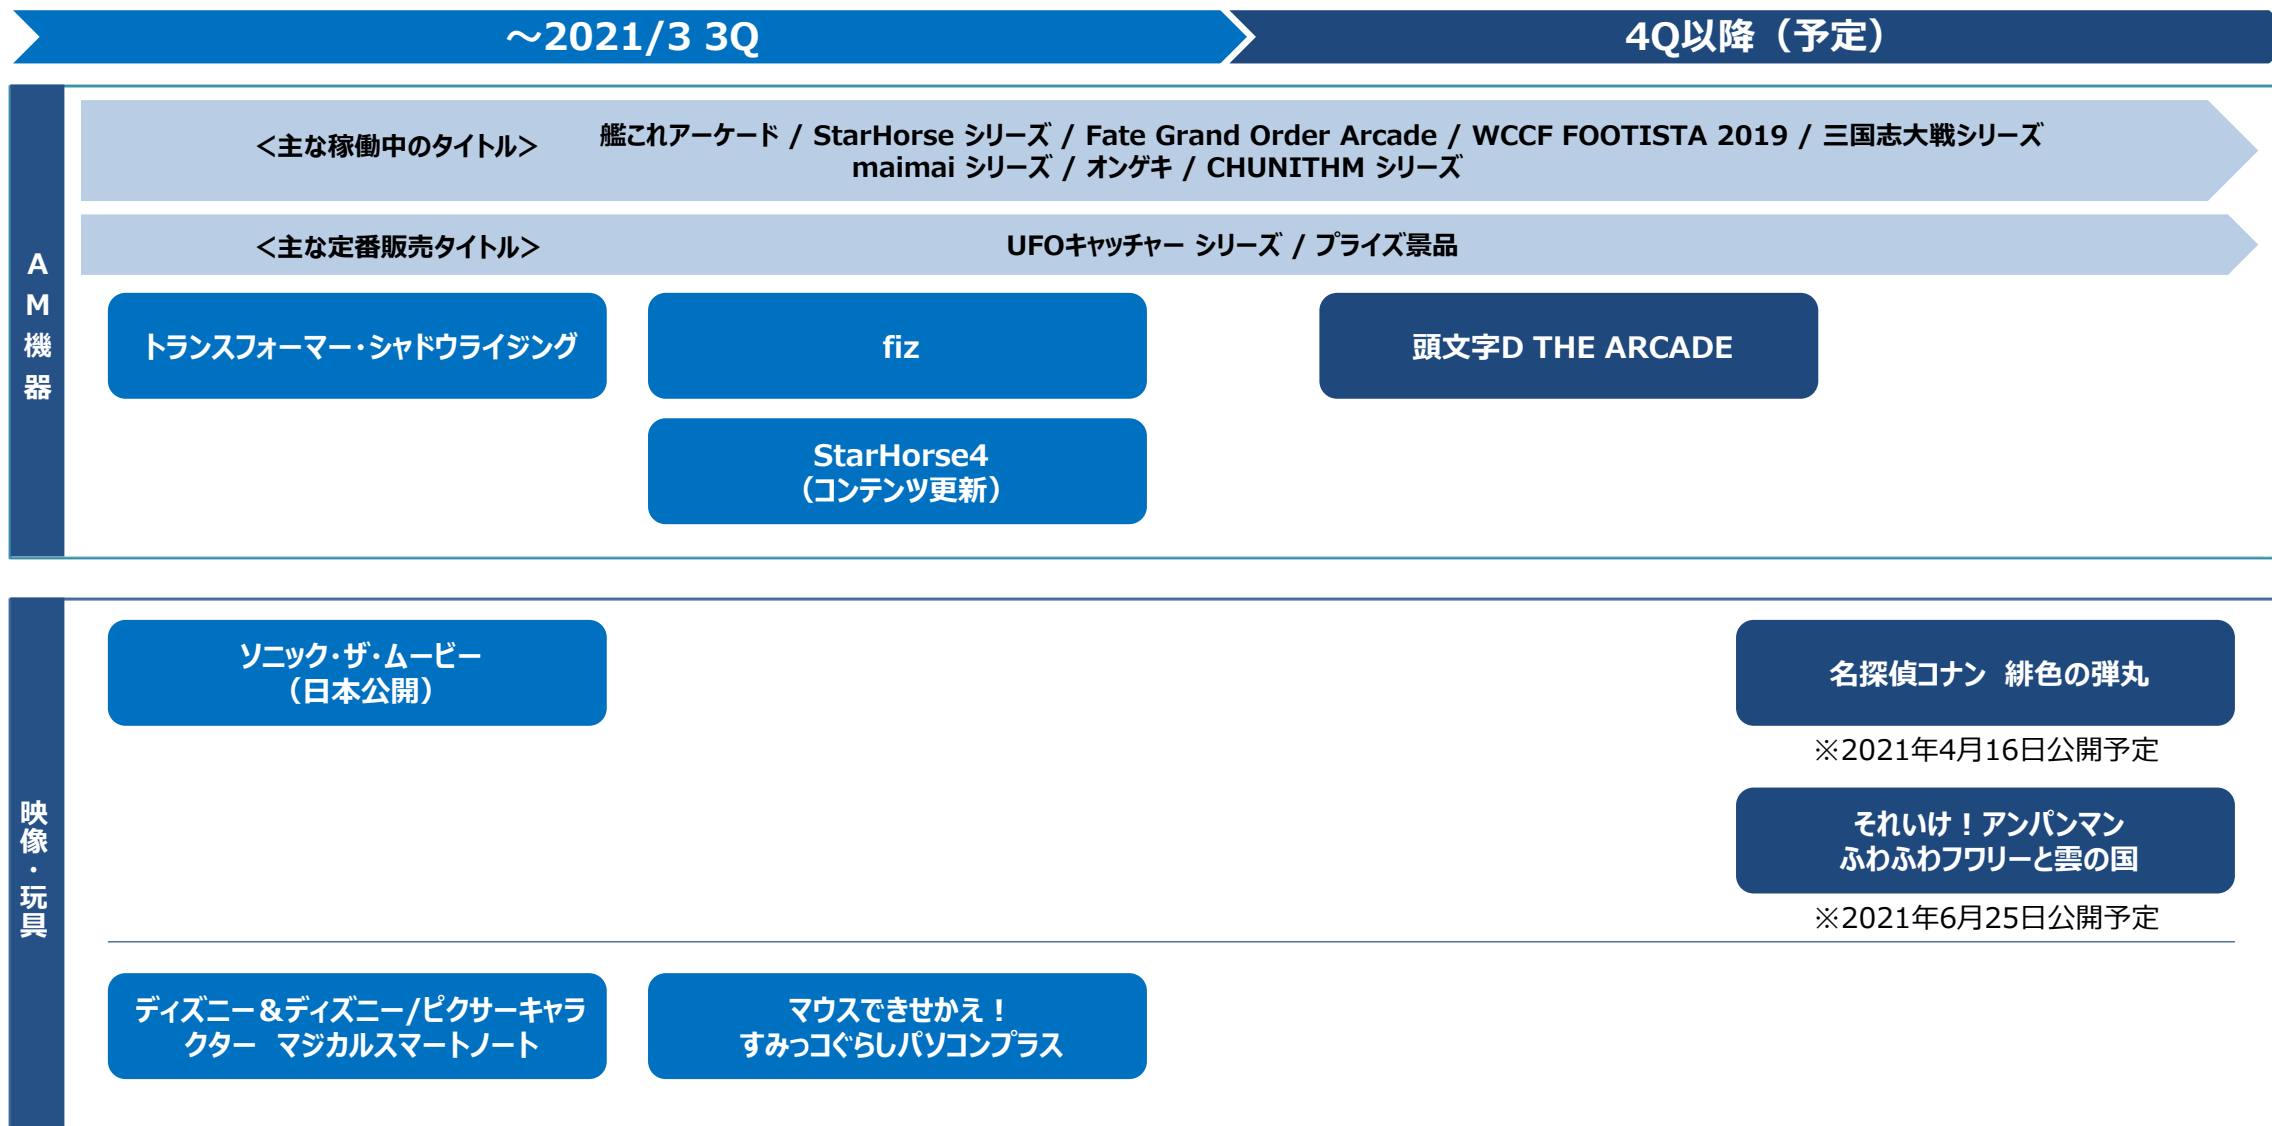 ～2021/3 3Q
4Q以降（予定）
AM機器
＜主な稼働中のタイトル＞
艦これアーケード / StarHorse シリーズ / Fate Grand Order Arcade / WCCF FOOTISTA 2019 / 三国志大戦シリーズ
maimai シリーズ / オンゲキ / CHUNITHM シリーズ
＜主な定番販売タイトル＞
UFOキャッチャー シリーズ / プライズ景品
トランスフォーマー・シャドウライジング
fiz
頭文字D THE ARCADE
StarHorse4
（コンテンツ更新）
映像・玩具
ソニック・ザ・ムービー
（日本公開）
名探偵コナン 緋色の弾丸
※2021年4月16日公開予定
それいけ！アンパンマン
ふわふわフワリーと雲の国
※2021年6月25日公開予定
ディズニー＆ディズニー/ピクサーキャラ
クター マジカルスマートノート
マウスできせかえ！
すみっコぐらしパソコンプラス